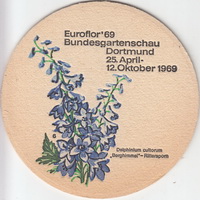 Euroflor'69
Bundesgartenschau
Dortmund
25. April-
12. Oktober 1969
Delphinium cultorum
„Berghimmel"-Rittersporn